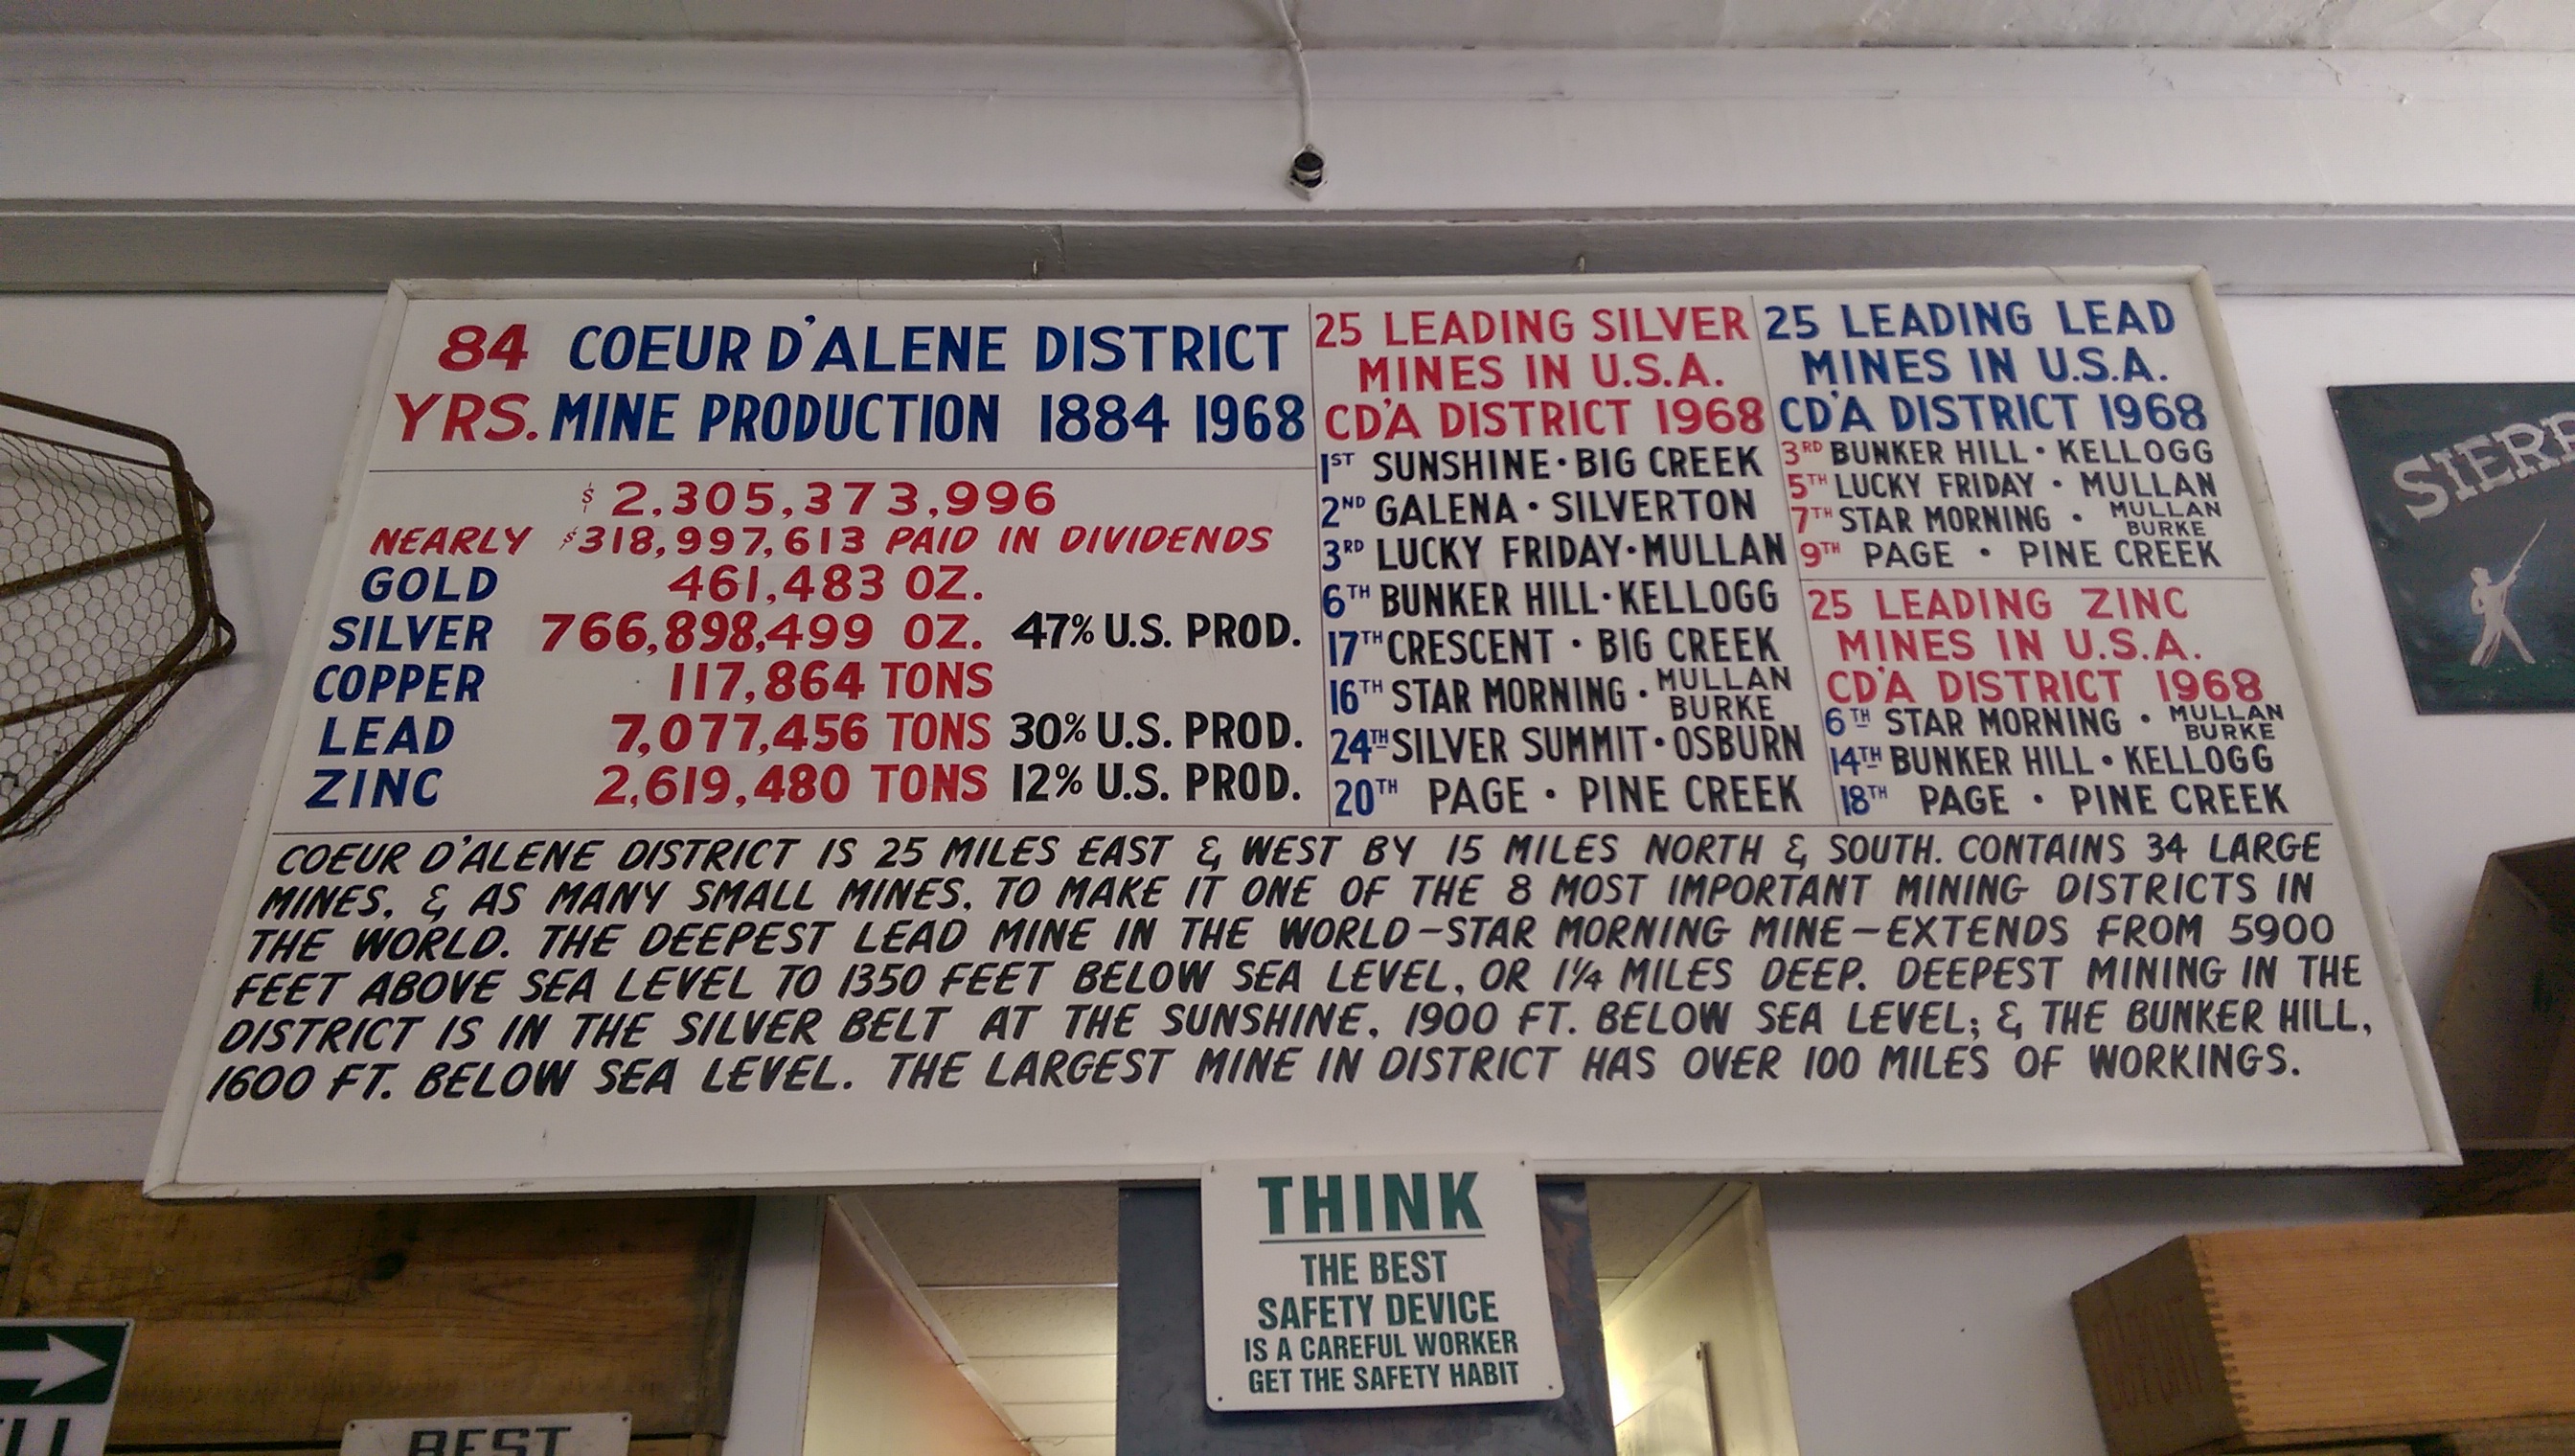 84 COEUR D'ALENE DISTRICT
YRS. MINE PRODUCTION 1884 1968
$2,305,373,996
NEARLY $318,997,613 PAID IN DIVIDENDS
GOLD 461,483 OZ.
SILVER 766,898,499 OZ. 47% U.S. PROD.
COPPER 117,864 TONS
LEAD 7,077,456 TONS 30% U.S. PROD.
ZINC 2,619,480 TONS 12% U.S. PROD.
25 LEADING SILVER
MINES IN U.S.A.
CD'A DISTRICT 1968
1ST SUNSHINE · BIG CREEK
2ND GALENA · SILVERTON
3RD LUCKY FRIDAY · MULLAN
6TH BUNKER HILL · KELLOGG
17TH CRESCENT · BIG CREEK
16TH STAR MORNING · MULLAN BURKE
24TH SILVER SUMMIT · OSBURN
20TH PAGE · PINE CREEK
25 LEADING LEAD
MINES IN U.S.A.
CD'A DISTRICT 1968
3RD BUNKER HILL · KELLOGG
5TH LUCKY FRIDAY · MULLAN
7TH STAR MORNING · MULLAN BURKE
9TH PAGE · PINE CREEK
25 LEADING ZINC
MINES IN U.S.A.
CD'A DISTRICT 1968
6TH STAR MORNING · MULLAN BURKE
14TH BUNKER HILL · KELLOGG
18TH PAGE · PINE CREEK
COEUR D'ALENE DISTRICT IS 25 MILES EAST & WEST BY 15 MILES NORTH & SOUTH. CONTAINS 34 LARGE
MINES, & AS MANY SMALL MINES, TO MAKE IT ONE OF THE 8 MOST IMPORTANT MINING DISTRICTS IN
THE WORLD. THE DEEPEST LEAD MINE IN THE WORLD – STAR MORNING MINE – EXTENDS FROM 5900
FEET ABOVE SEA LEVEL TO 1350 FEET BELOW SEA LEVEL, OR 1¼ MILES DEEP. DEEPEST MINING IN THE
DISTRICT IS IN THE SILVER BELT AT THE SUNSHINE, 1900 FT. BELOW SEA LEVEL; & THE BUNKER HILL,
1600 FT. BELOW SEA LEVEL. THE LARGEST MINE IN DISTRICT HAS OVER 100 MILES OF WORKINGS.
THINK
THE BEST
SAFETY DEVICE
IS A CAREFUL WORKER
GET THE SAFETY HABIT
BEST